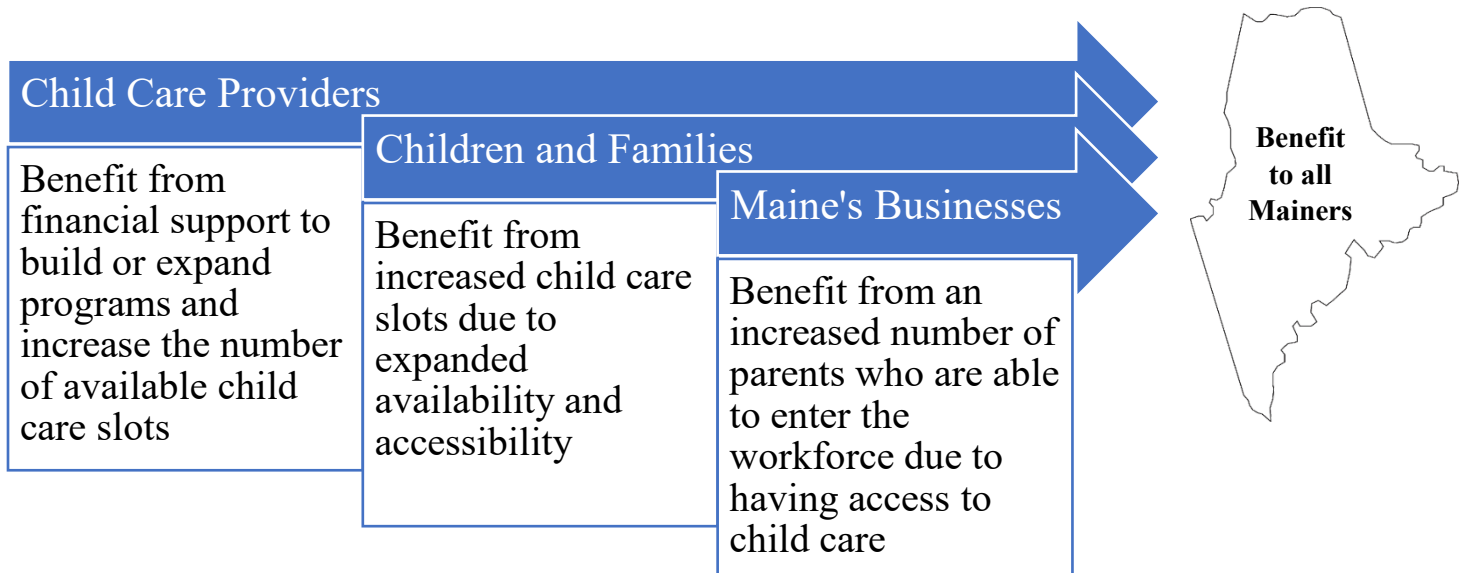 Child Care Providers
Benefit from
financial support to
build or expand
programs and
increase the number
of available child
care slots
Children and Families
Benefit from
increased child care
slots due to
expanded
availability and
accessibility
Maine's Businesses
Benefit from an
increased number of
parents who are able
to enter the
workforce due to
having access to
child care
Benefit
to all
Mainers